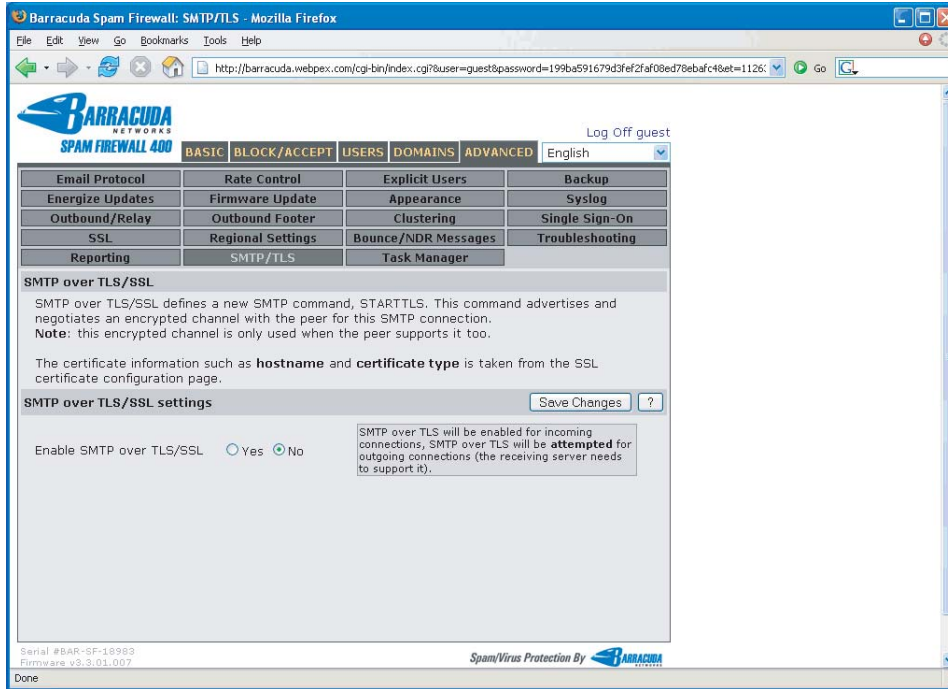 Barracuda Spam Firewall: SMTP/TLS - Mozilla Firefox
File Edit View Go Bookmarks Tools Help
http://barracuda.webpex.com/cgi-bin/index.cgi?&user=guest&password=199ba591679d3fef2faf08ed78ebafc4&et=1126: Go G
BARRACUDA
NETWORKS
SPAM FIREWALL 400
Log Off guest
BASIC BLOCK/ACCEPT USERS DOMAINS ADVANCED English
Email Protocol Rate Control Explicit Users Backup
Energize Updates Firmware Update Appearance Syslog
Outbound/Relay Outbound Footer Clustering Single Sign-On
SSL Regional Settings Bounce/NDR Messages Troubleshooting
Reporting SMTP/TLS Task Manager
SMTP over TLS/SSL
SMTP over TLS/SSL defines a new SMTP command, STARTTLS. This command advertises and
negotiates an encrypted channel with the peer for this SMTP connection.
Note: this encrypted channel is only used when the peer supports it too.
The certificate information such as hostname and certificate type is taken from the SSL
certificate configuration page.
SMTP over TLS/SSL settings Save Changes ?
Enable SMTP over TLS/SSL Yes No
SMTP over TLS will be enabled for incoming
connections, SMTP over TLS will be attempted for
outgoing connections (the receiving server needs
to support it).
Serial #BAR-SF-18983
Firmware v3.3.01.007
Spam/Virus Protection By BARRACUDA
NETWORKS
Done